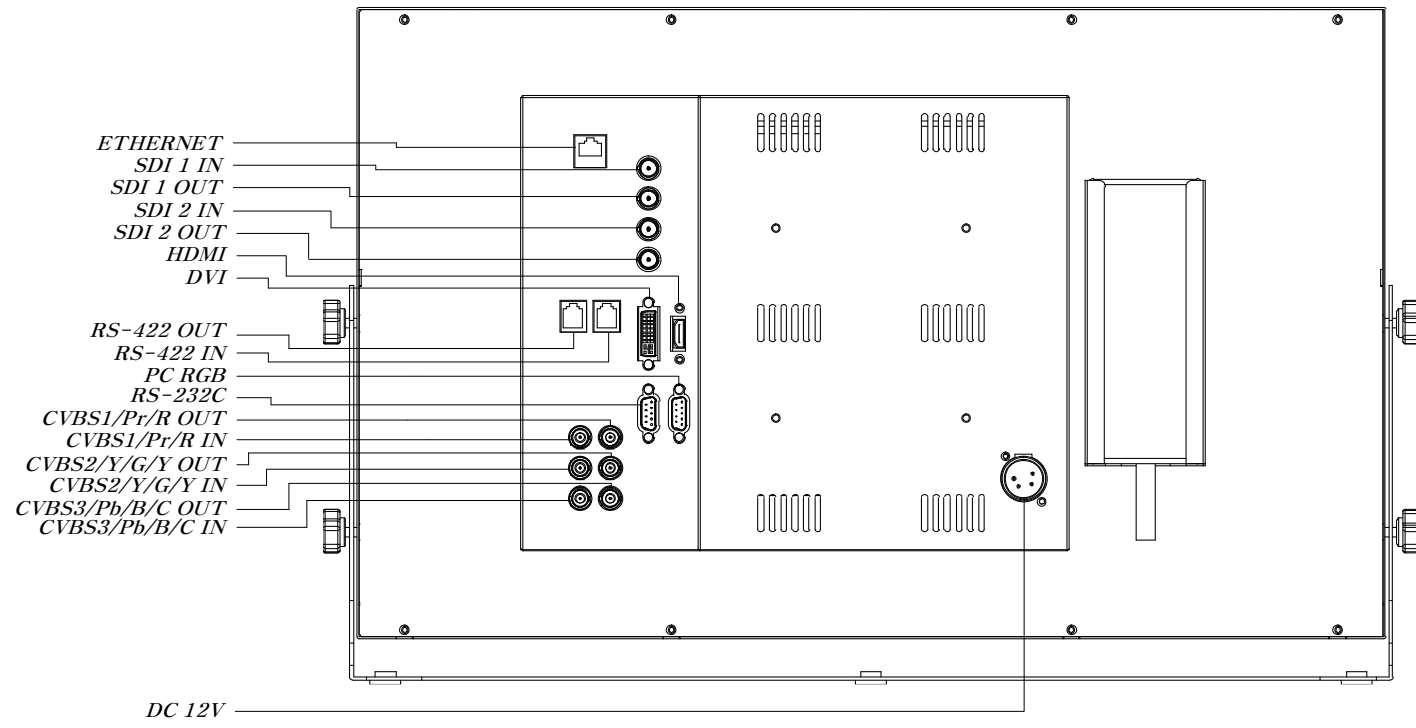 ETHERNET
SDI 1 IN
SDI 1 OUT
SDI 2 IN
SDI 2 OUT
HDMI
DVI
RS-422 OUT
RS-422 IN
PC RGB
RS-232C
CVBS1/Pr/R OUT
CVBS1/Pr/R IN
CVBS2/Y/G/Y OUT
CVBS2/Y/G/Y IN
CVBS3/Pb/B/C OUT
CVBS3/Pb/B/C IN
DC 12V